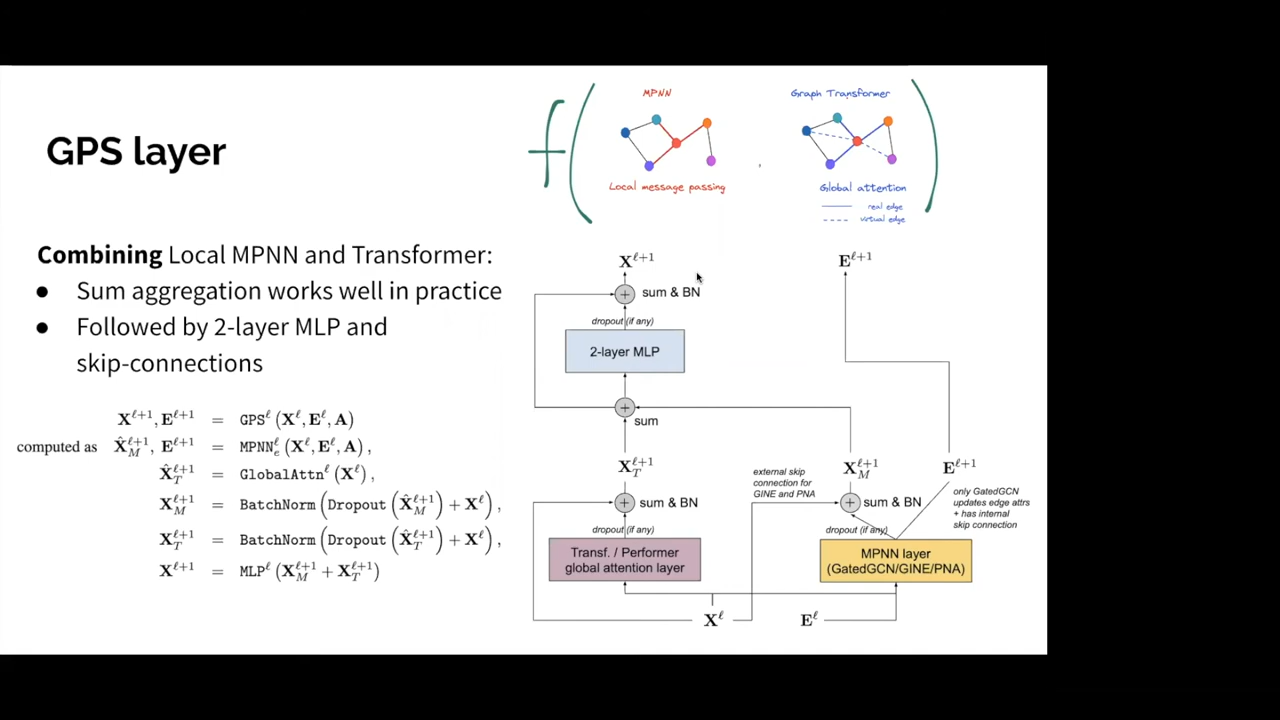 GPS layer
Combining Local MPNN and Transformer:
● Sum aggregation works well in practice
● Followed by 2-layer MLP and
skip-connections
X^{ℓ+1}, E^{ℓ+1} = GPS^ℓ (X^ℓ, E^ℓ, A)
computed as X̂_M^{ℓ+1}, E^{ℓ+1} = MPNN_e^ℓ (X^ℓ, E^ℓ, A),
X̂_T^{ℓ+1} = GlobalAttn^ℓ (X^ℓ),
X_M^{ℓ+1} = BatchNorm (Dropout (X̂_M^{ℓ+1}) + X^ℓ),
X_T^{ℓ+1} = BatchNorm (Dropout (X̂_T^{ℓ+1}) + X^ℓ),
X^{ℓ+1} = MLP^ℓ (X_M^{ℓ+1} + X_T^{ℓ+1})
f( , )
MPNN
Local message passing
Graph Transformer
Global attention
real edge
virtual edge
X^{ℓ+1}
E^{ℓ+1}
+ sum & BN
dropout (if any)
2-layer MLP
+
sum
X_T^{ℓ+1}
+ sum & BN
dropout (if any)
Transf. / Performer
global attention layer
external skip
connection for
GINE and PNA
X_M^{ℓ+1}
E^{ℓ+1}
+ sum & BN
only GatedGCN
updates edge attrs
+ has internal
skip connection
dropout (if any)
MPNN layer
(GatedGCN/GINE/PNA)
X^ℓ
E^ℓ